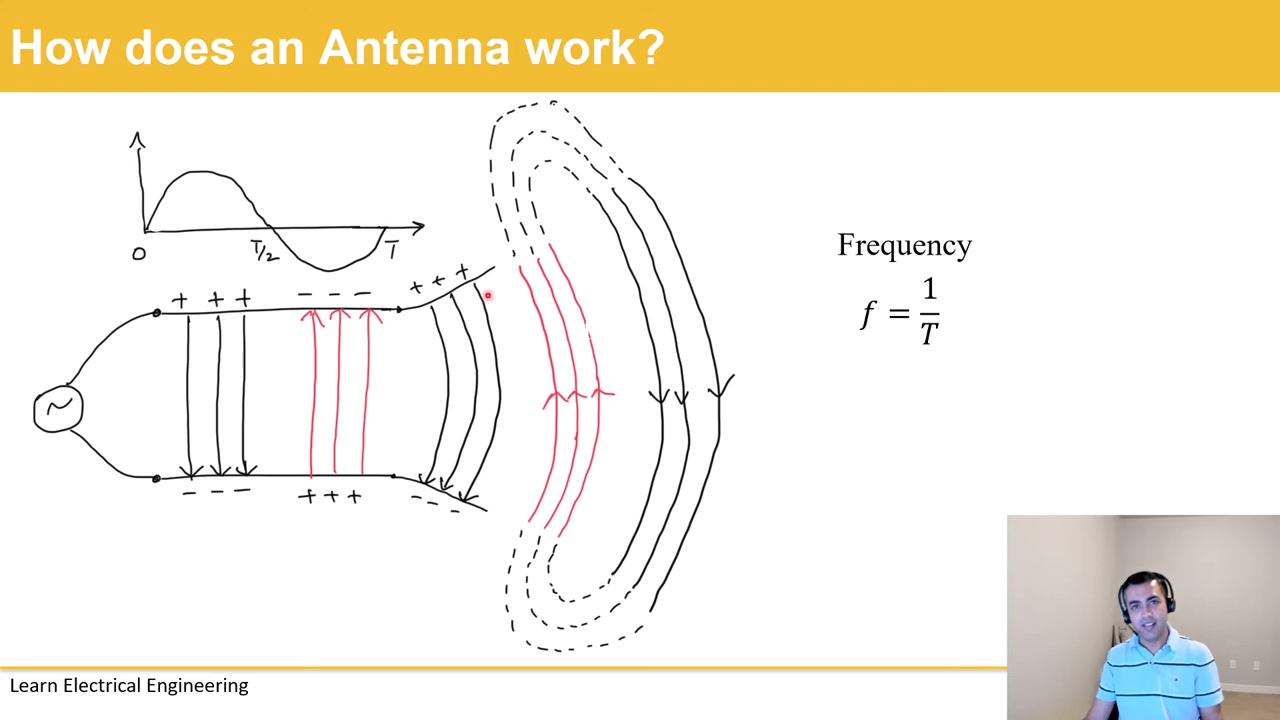 How does an Antenna work?
0 T/2 T
+ + + - - - + + +
~
- - - + + + - - -
Frequency
f = 1/T
Learn Electrical Engineering